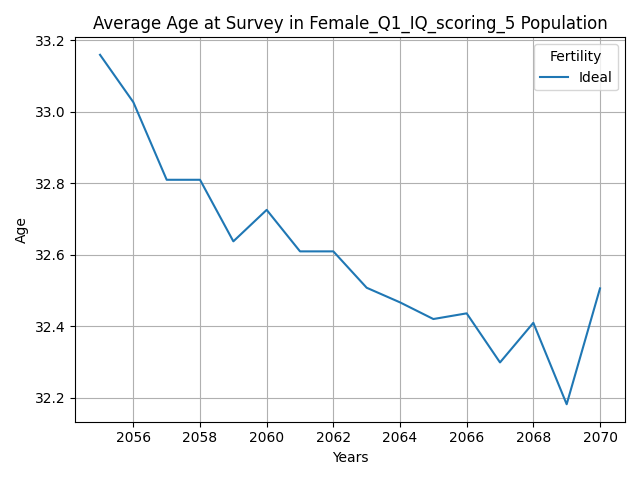 Average Age at Survey in Female_Q1_IQ_scoring_5 Population
33.2
33.0
32.8
32.6
32.4
32.2
Age
Fertility
Ideal
2056 2058 2060 2062 2064 2066 2068 2070
Years